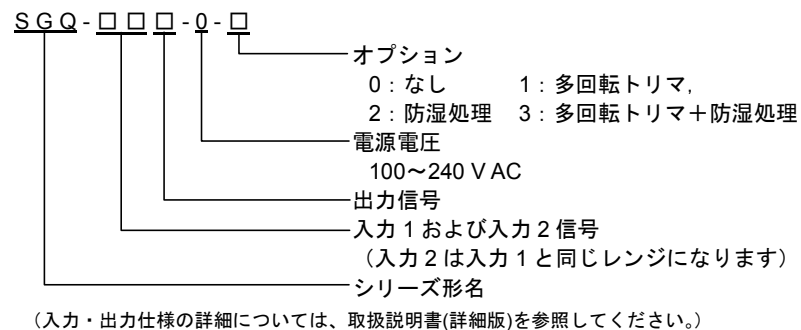 SGQ-□□□-0-□
オプション
0：なし 1：多回転トリマ,
2：防湿処理 3：多回転トリマ＋防湿処理
電源電圧
100～240 V AC
出力信号
入力 1 および入力 2 信号
（入力 2 は入力 1 と同じレンジになります）
シリーズ形名
（入力・出力仕様の詳細については、取扱説明書(詳細版)を参照してください。）